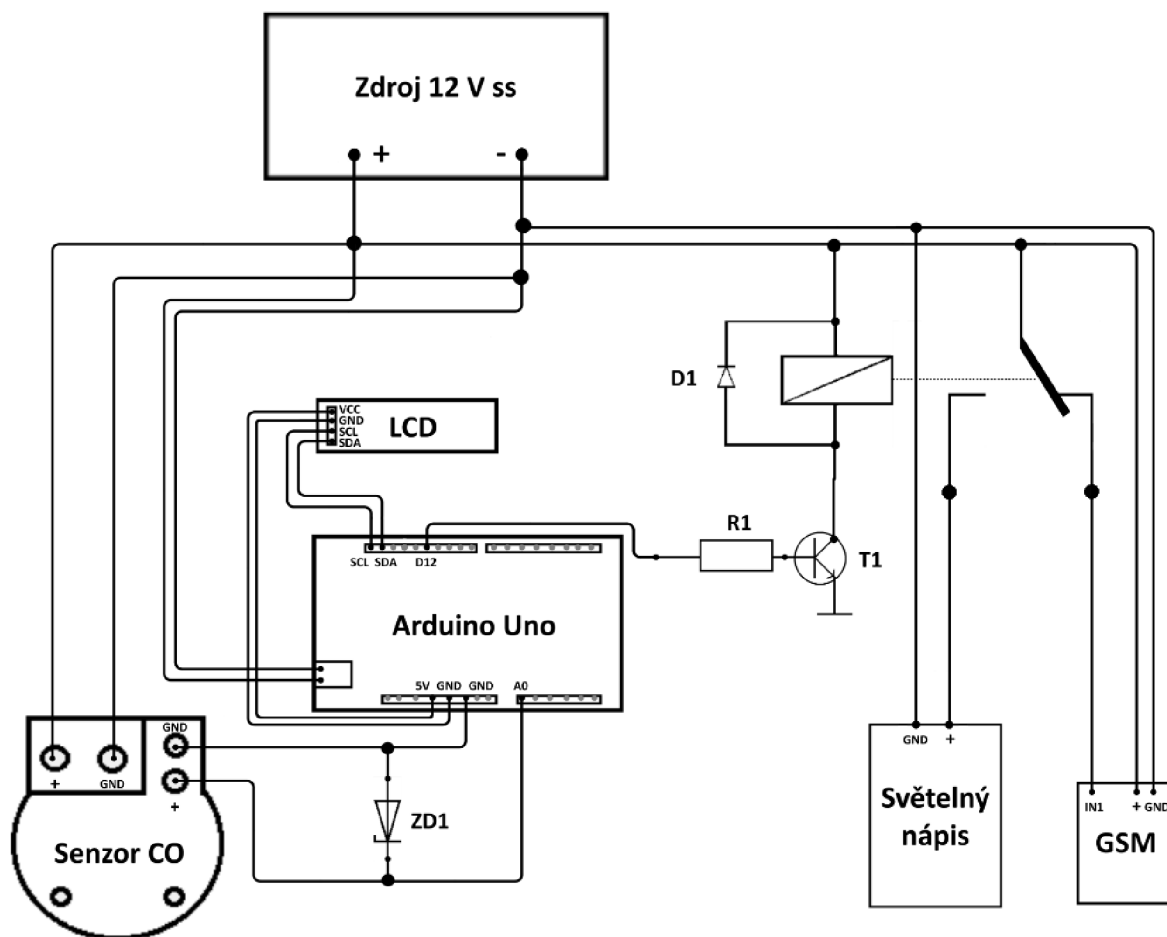 Zdroj 12 V ss
+ -
D1
VCC
GND
SCL
SDA
LCD
R1
T1
SCL SDA D12
Arduino Uno
5V GND GND A0
GND
+ GND
+
Senzor CO
ZD1
GND +
Světelný
nápis
IN1 + GND
GSM